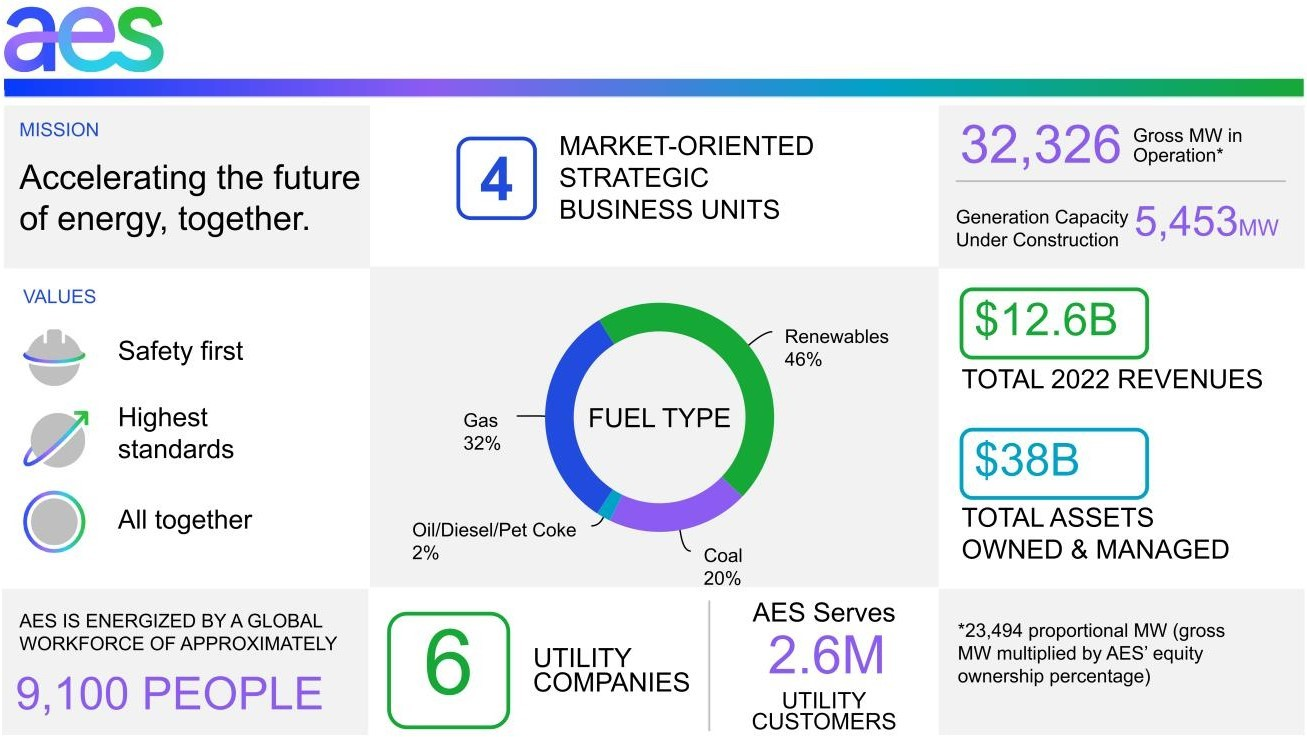 aes
MISSION
Accelerating the future
of energy, together.
4
MARKET-ORIENTED
STRATEGIC
BUSINESS UNITS
32,326
Gross MW in
Operation*
Generation Capacity
Under Construction
5,453MW
VALUES
Safety first
Highest
standards
All together
FUEL TYPE
Renewables
46%
Gas
32%
Oil/Diesel/Pet Coke
2%
Coal
20%
$12.6B
TOTAL 2022 REVENUES
$38B
TOTAL ASSETS
OWNED & MANAGED
AES IS ENERGIZED BY A GLOBAL
WORKFORCE OF APPROXIMATELY
9,100 PEOPLE
6
UTILITY
COMPANIES
AES Serves
2.6M
UTILITY
CUSTOMERS
*23,494 proportional MW (gross
MW multiplied by AES’ equity
ownership percentage)